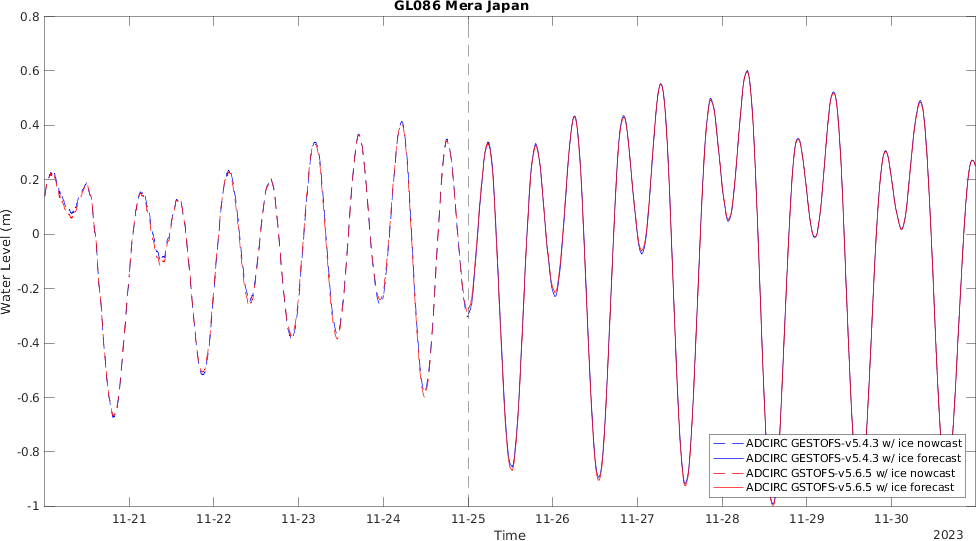 GL086 Mera Japan
0.8
0.6
0.4
0.2
0
-0.2
-0.4
-0.6
-0.8
-1
Water Level (m)
ADCIRC GESTOFS-v5.4.3 w/ ice nowcast
ADCIRC GESTOFS-v5.4.3 w/ ice forecast
ADCIRC GSTOFS-v5.6.5 w/ ice nowcast
ADCIRC GSTOFS-v5.6.5 w/ ice forecast
11-21 11-22 11-23 11-24 11-25 11-26 11-27 11-28 11-29 11-30
Time
2023